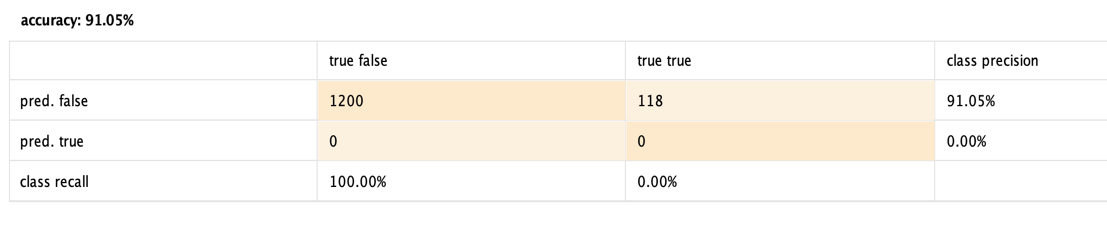 accuracy: 91.05%
true false true true class precision
pred. false 1200 118 91.05%
pred. true 0 0 0.00%
class recall 100.00% 0.00%